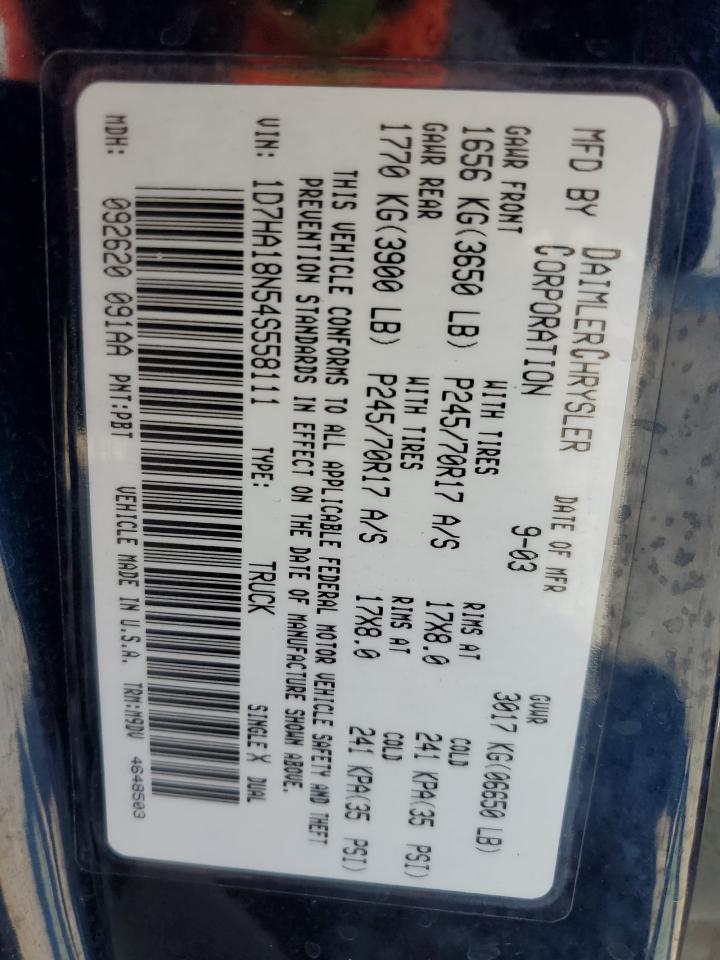 MFD BY DAIMLERCHRYSLER CORPORATION
DATE OF MFR 9-03
GVWR 3017 KG(06650 LB)
GAWR FRONT WITH TIRES RIMS AT COLD
1656 KG(3650 LB) P245/70R17 A/S 17X8.0 241 KPA(35 PSI)
GAWR REAR WITH TIRES RIMS AT COLD
1770 KG(3900 LB) P245/70R17 A/S 17X8.0 241 KPA(35 PSI)
THIS VEHICLE CONFORMS TO ALL APPLICABLE FEDERAL MOTOR VEHICLE SAFETY AND THEFT
PREVENTION STANDARDS IN EFFECT ON THE DATE OF MANUFACTURE SHOWN ABOVE.
VIN: 1D7HA18N54S558111 TYPE: TRUCK SINGLE X DUAL
MDH: 092620 091AA PNT:PBT VEHICLE MADE IN U.S.A. TRM:M9DV 4648503